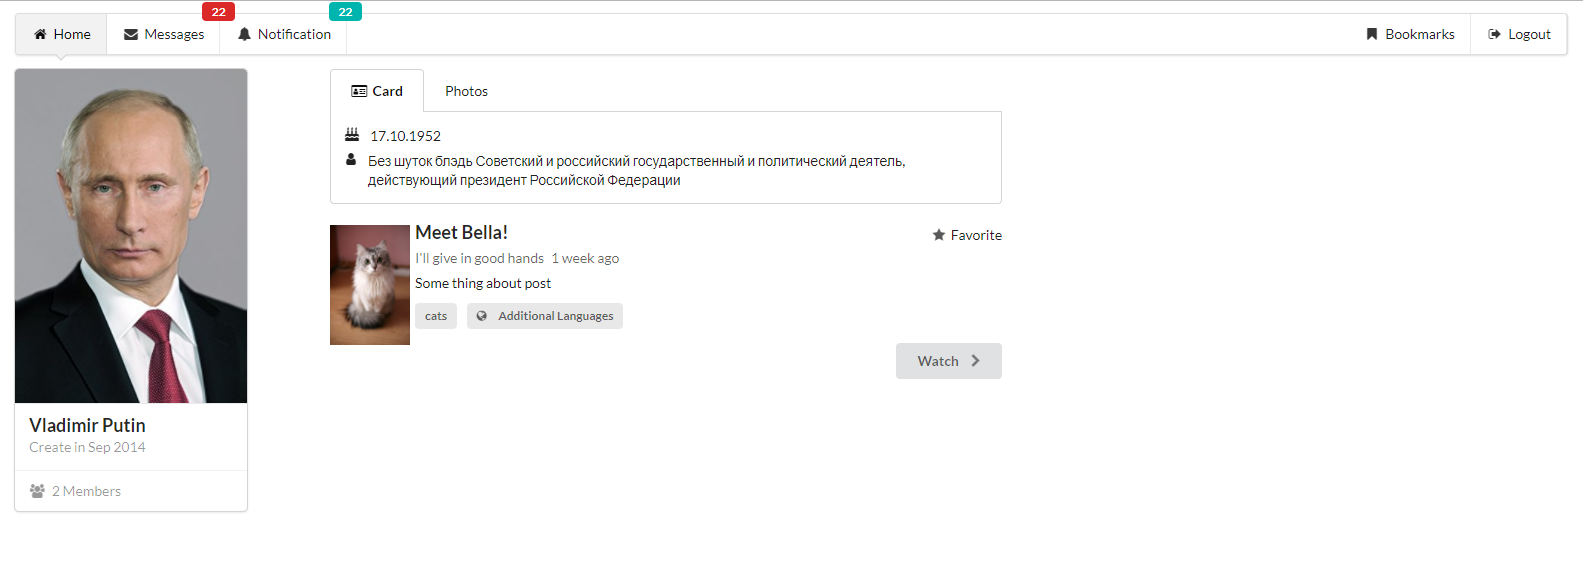 22
22
Home
Messages
Notification
Bookmarks
Logout
Vladimir Putin
Create in Sep 2014
2 Members
Card
Photos
17.10.1952
Без шуток блэдь Советский и российский государственный и политический деятель,
действующий президент Российской Федерации
Meet Bella!
Favorite
I'll give in good hands 1 week ago
Some thing about post
cats
Additional Languages
Watch